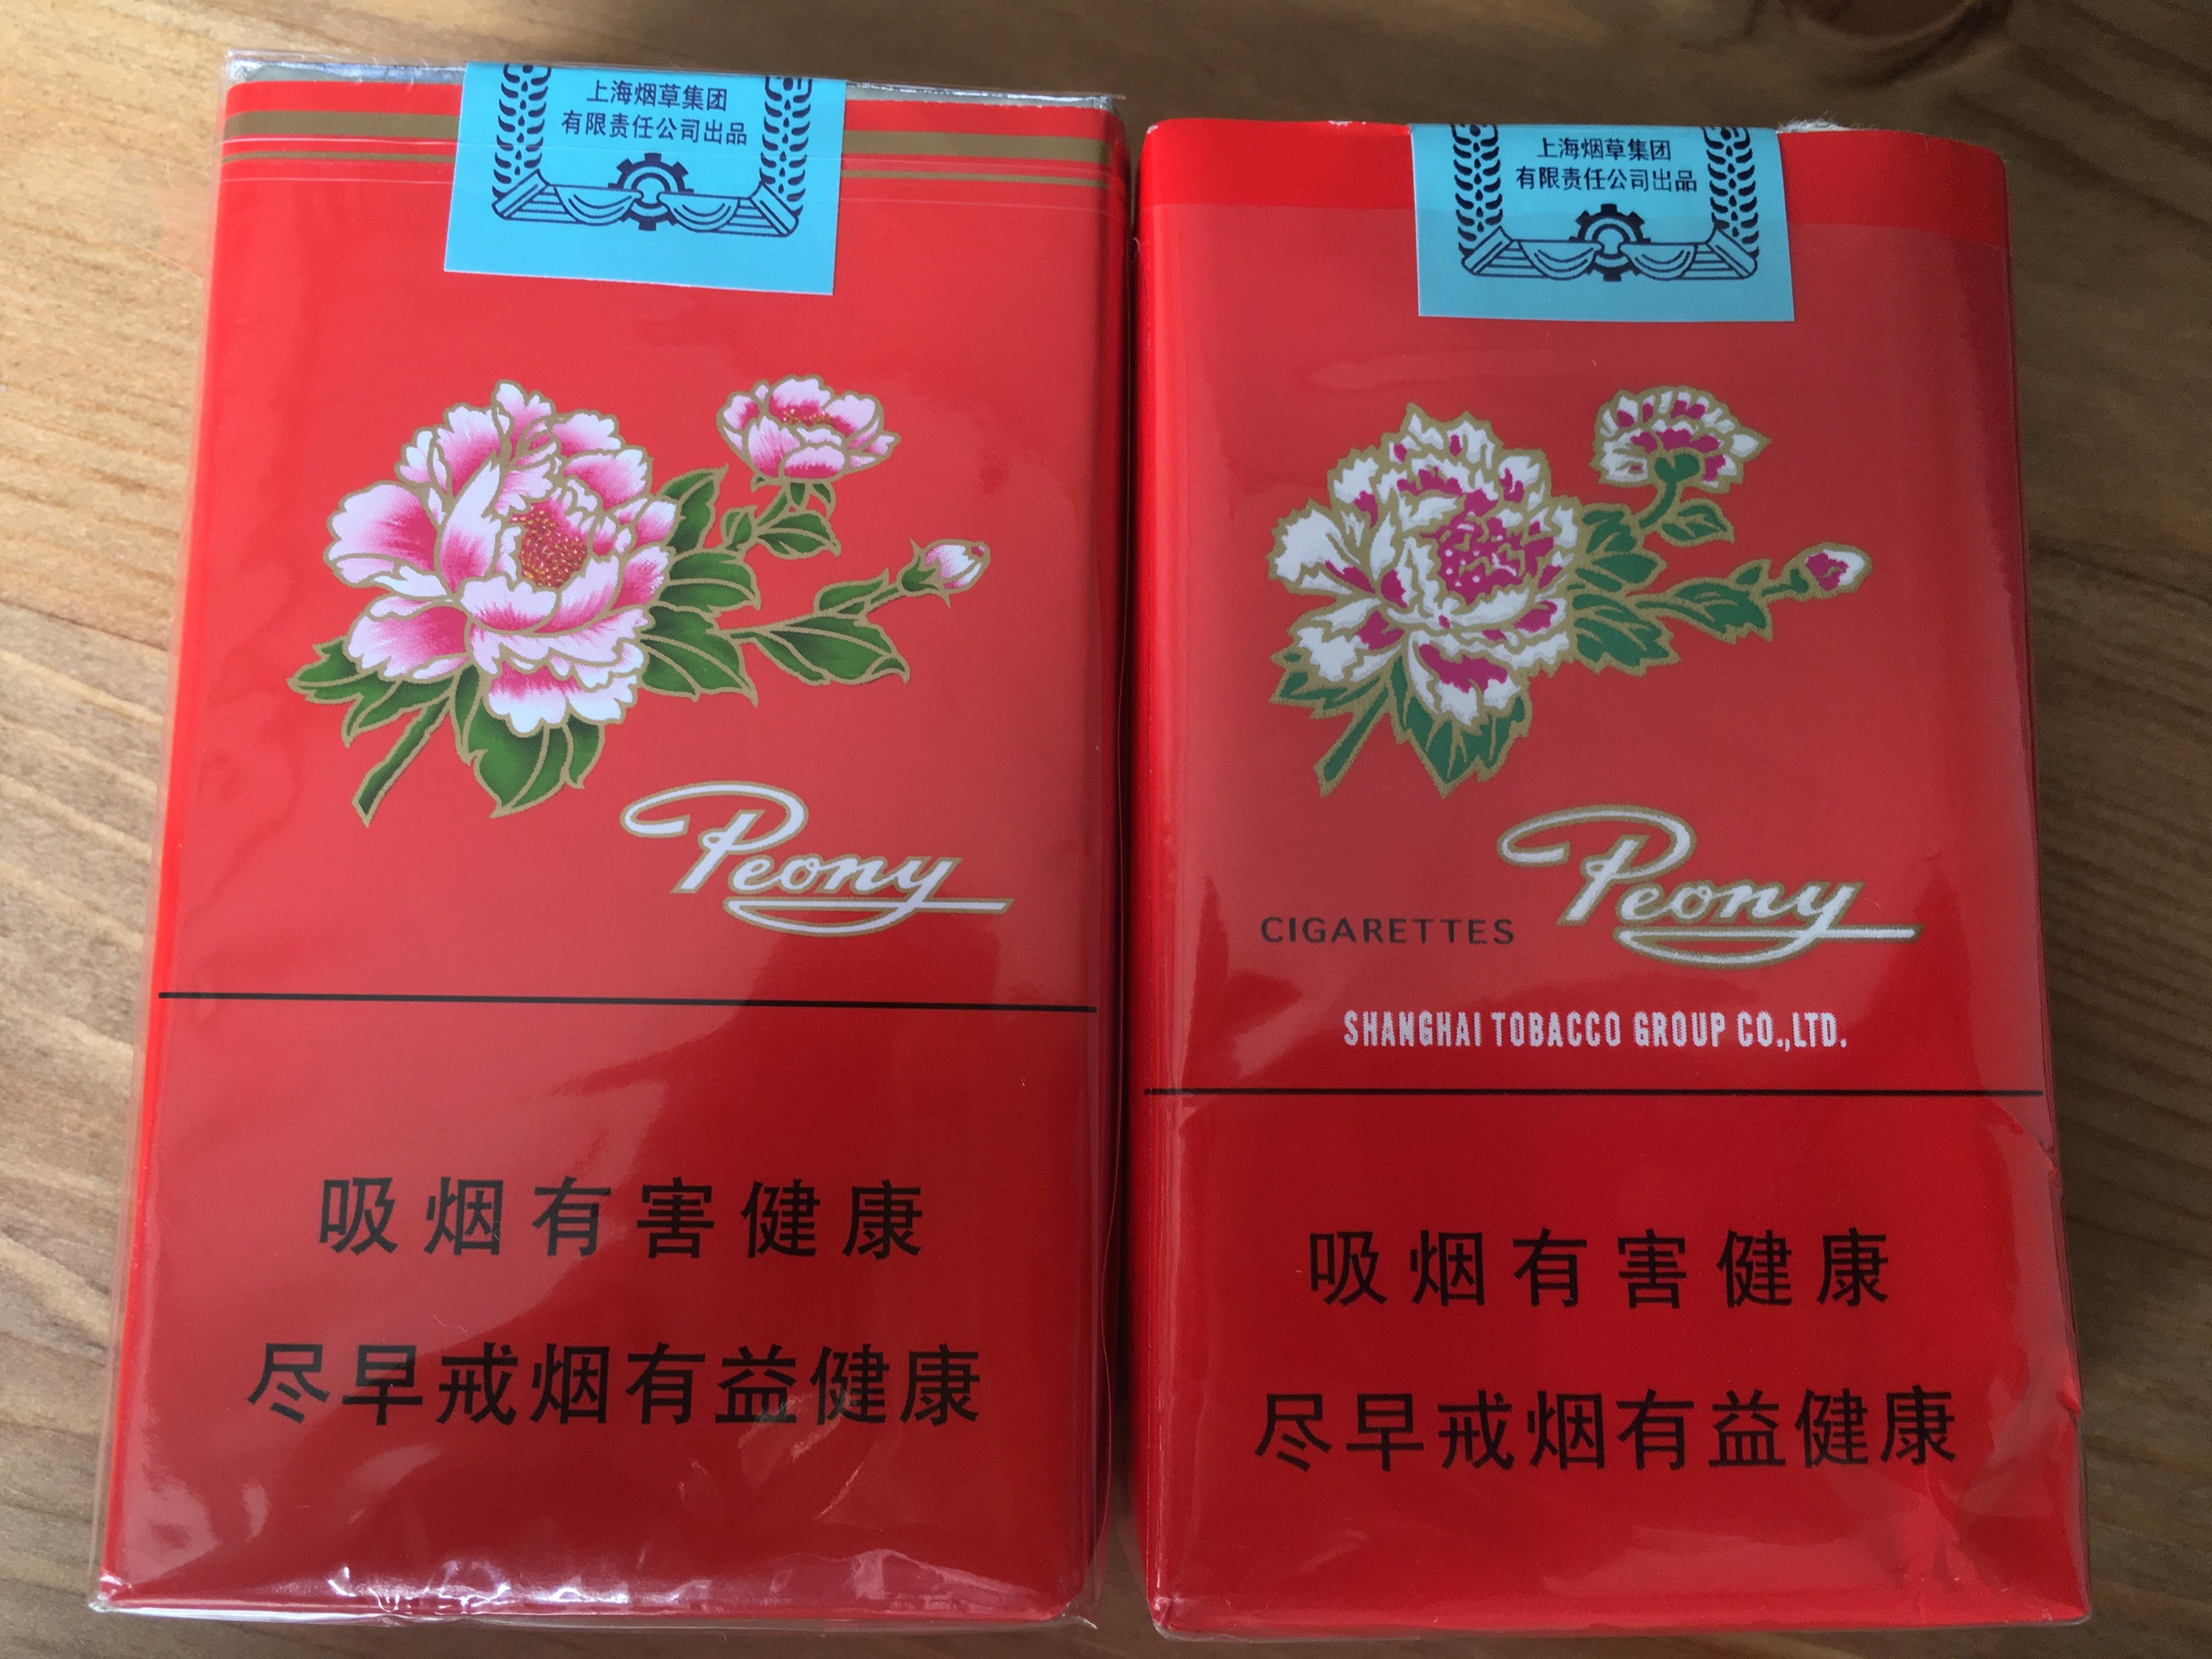 上海烟草集团
有限责任公司出品
Peony
吸烟有害健康
尽早戒烟有益健康
上海烟草集团
有限责任公司出品
CIGARETTES Peony
SHANGHAI TOBACCO GROUP CO.,LTD.
吸烟有害健康
尽早戒烟有益健康